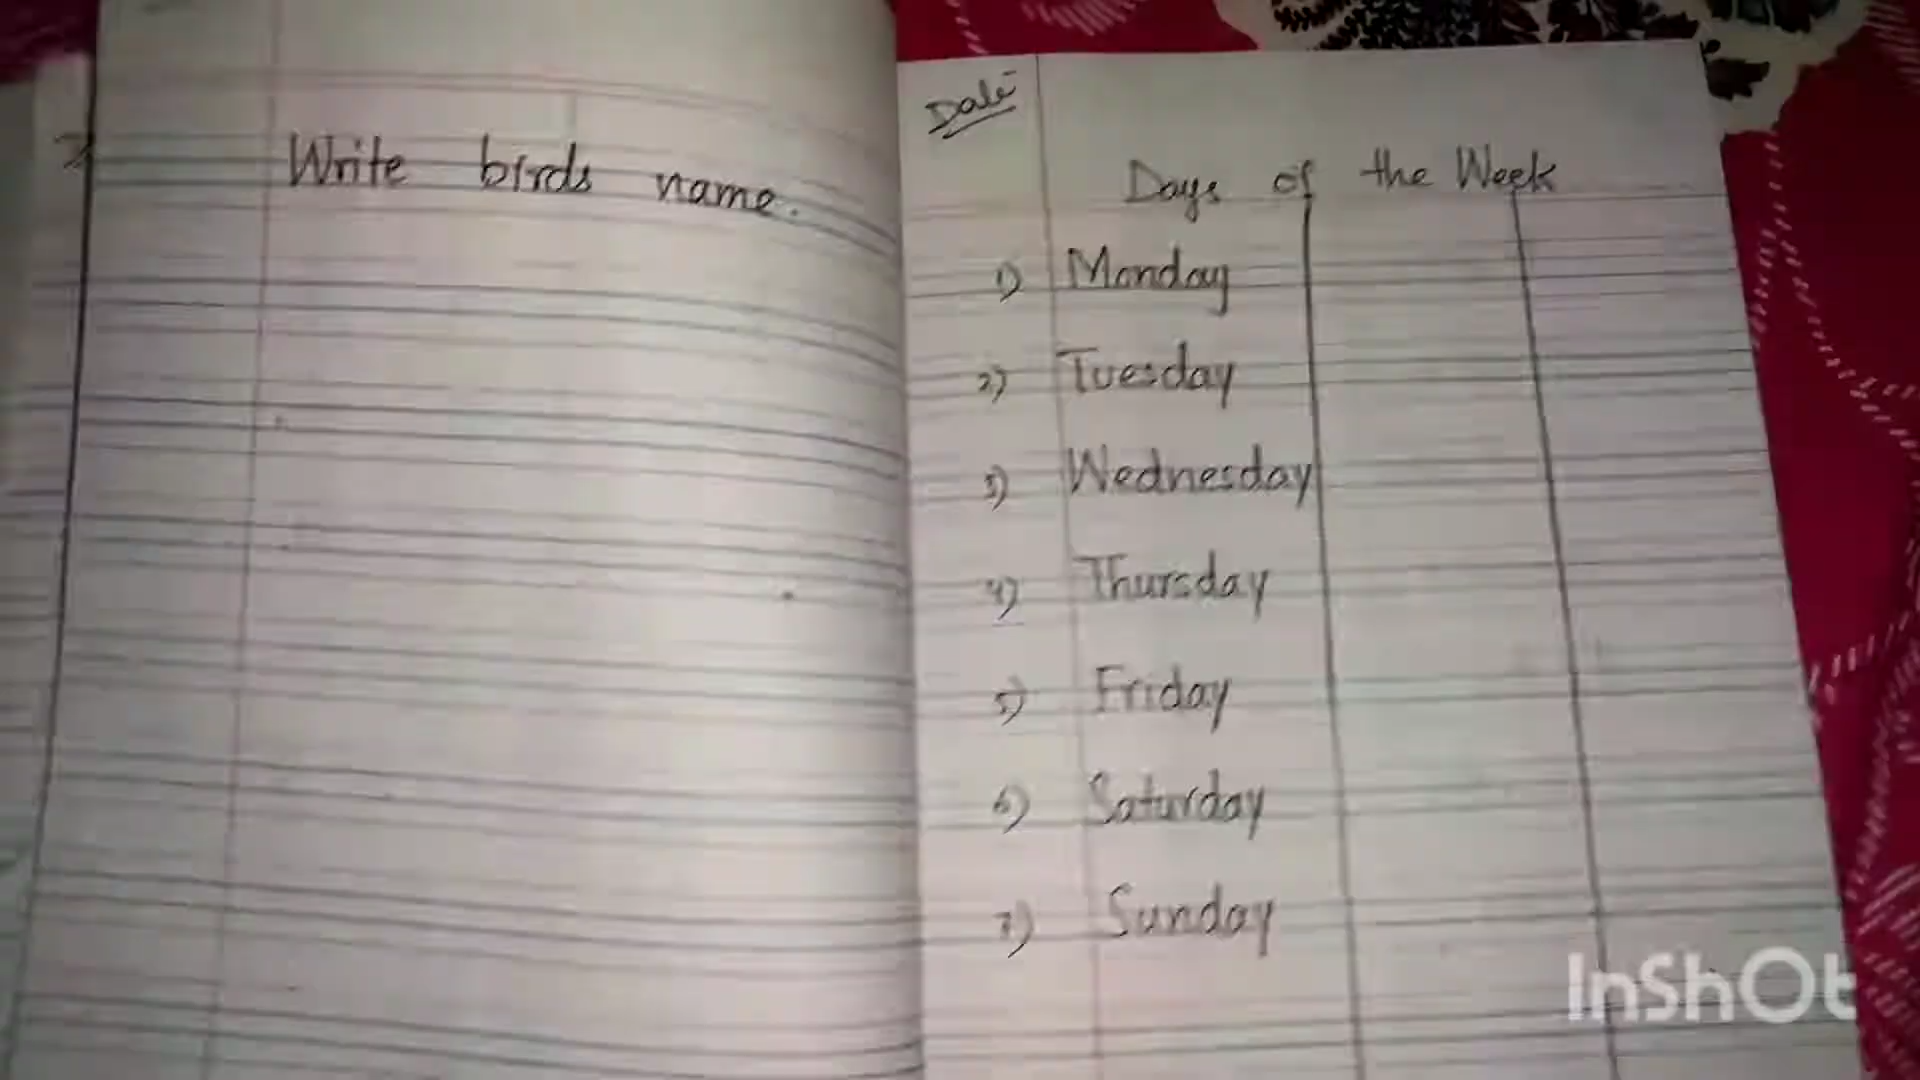 Write birds name.
Date
Days of the Week
1) Monday
2) Tuesday
3) Wednesday
4) Thursday
5) Friday
6) Saturday
7) Sunday
InShOt